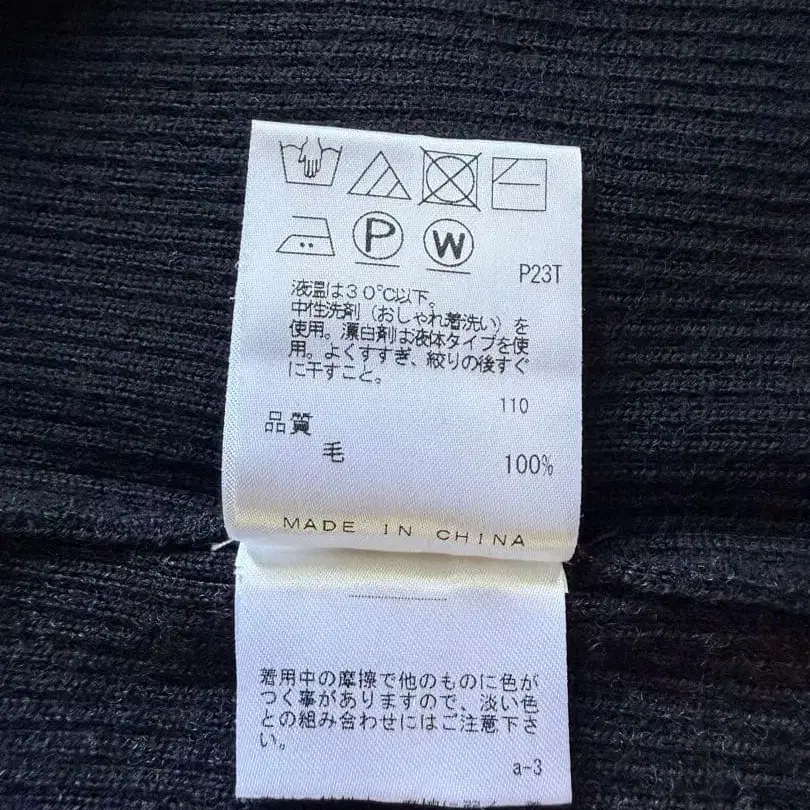 P
W
P23T
液温は30℃以下。
中性洗剤（おしゃれ着洗い）を
使用。漂白剤は液体タイプを使
用。よくすすぎ、絞りの後すぐ
に干すこと。
110
品質
毛 100%
MADE IN CHINA
着用中の摩擦で他のものに色が
つく事がありますので、淡い色
との組み合わせにはご注意下さ
い。
a-3